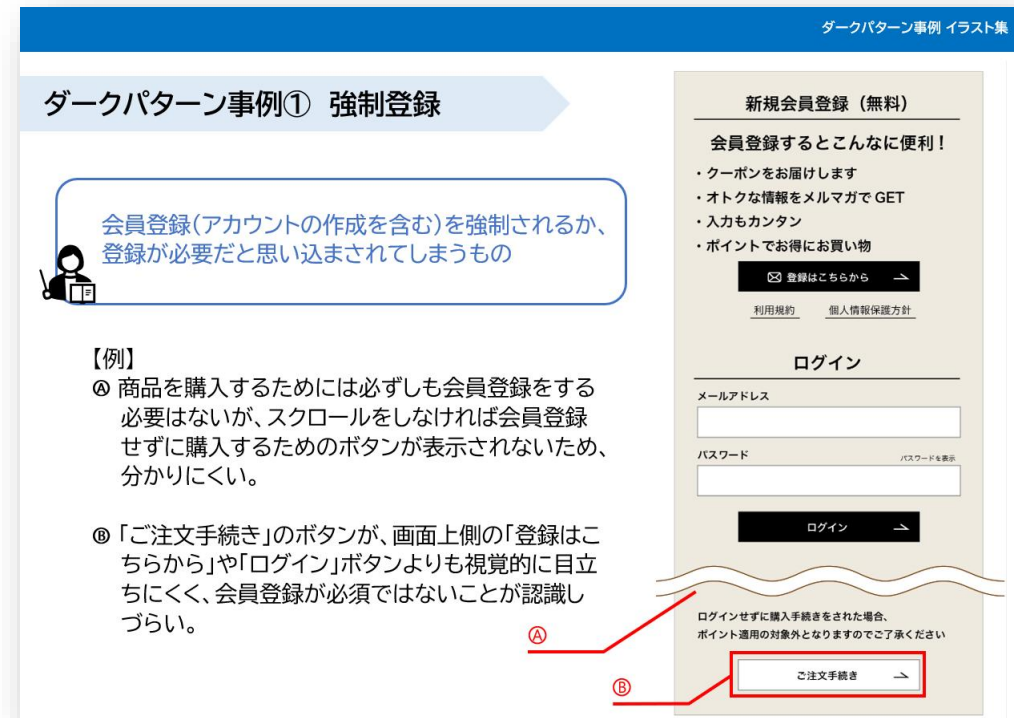 ダークパターン事例 イラスト集
ダークパターン事例① 強制登録
会員登録(アカウントの作成を含む)を強制されるか、
登録が必要だと思い込まされてしまうもの
【例】
Ⓐ 商品を購入するためには必ずしも会員登録をする
必要はないが、スクロールをしなければ会員登録
せずに購入するためのボタンが表示されないため、
分かりにくい。
Ⓑ 「ご注文手続き」のボタンが、画面上側の「登録はこ
ちらから」や「ログイン」ボタンよりも視覚的に目立
ちにくく、会員登録が必須ではないことが認識し
づらい。
新規会員登録(無料)
会員登録するとこんなに便利!
・クーポンをお届けします
・オトクな情報をメルマガで GET
・入力もカンタン
・ポイントでお得にお買い物
登録はこちらから
利用規約 個人情報保護方針
ログイン
メールアドレス
パスワード パスワードを表示
ログイン
Ⓐ
ログインせずに購入手続きをされた場合、
ポイント適用の対象外となりますのでご了承ください
Ⓑ
ご注文手続き